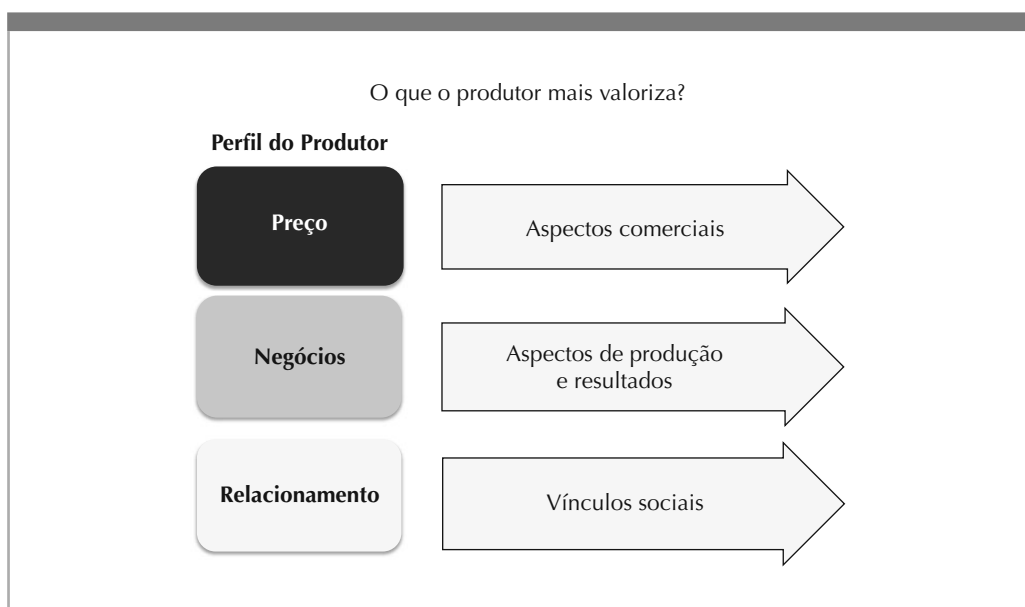 O que o produtor mais valoriza?
Perfil do Produtor
Preço
Aspectos comerciais
Negócios
Aspectos de produção
e resultados
Relacionamento
Vínculos sociais